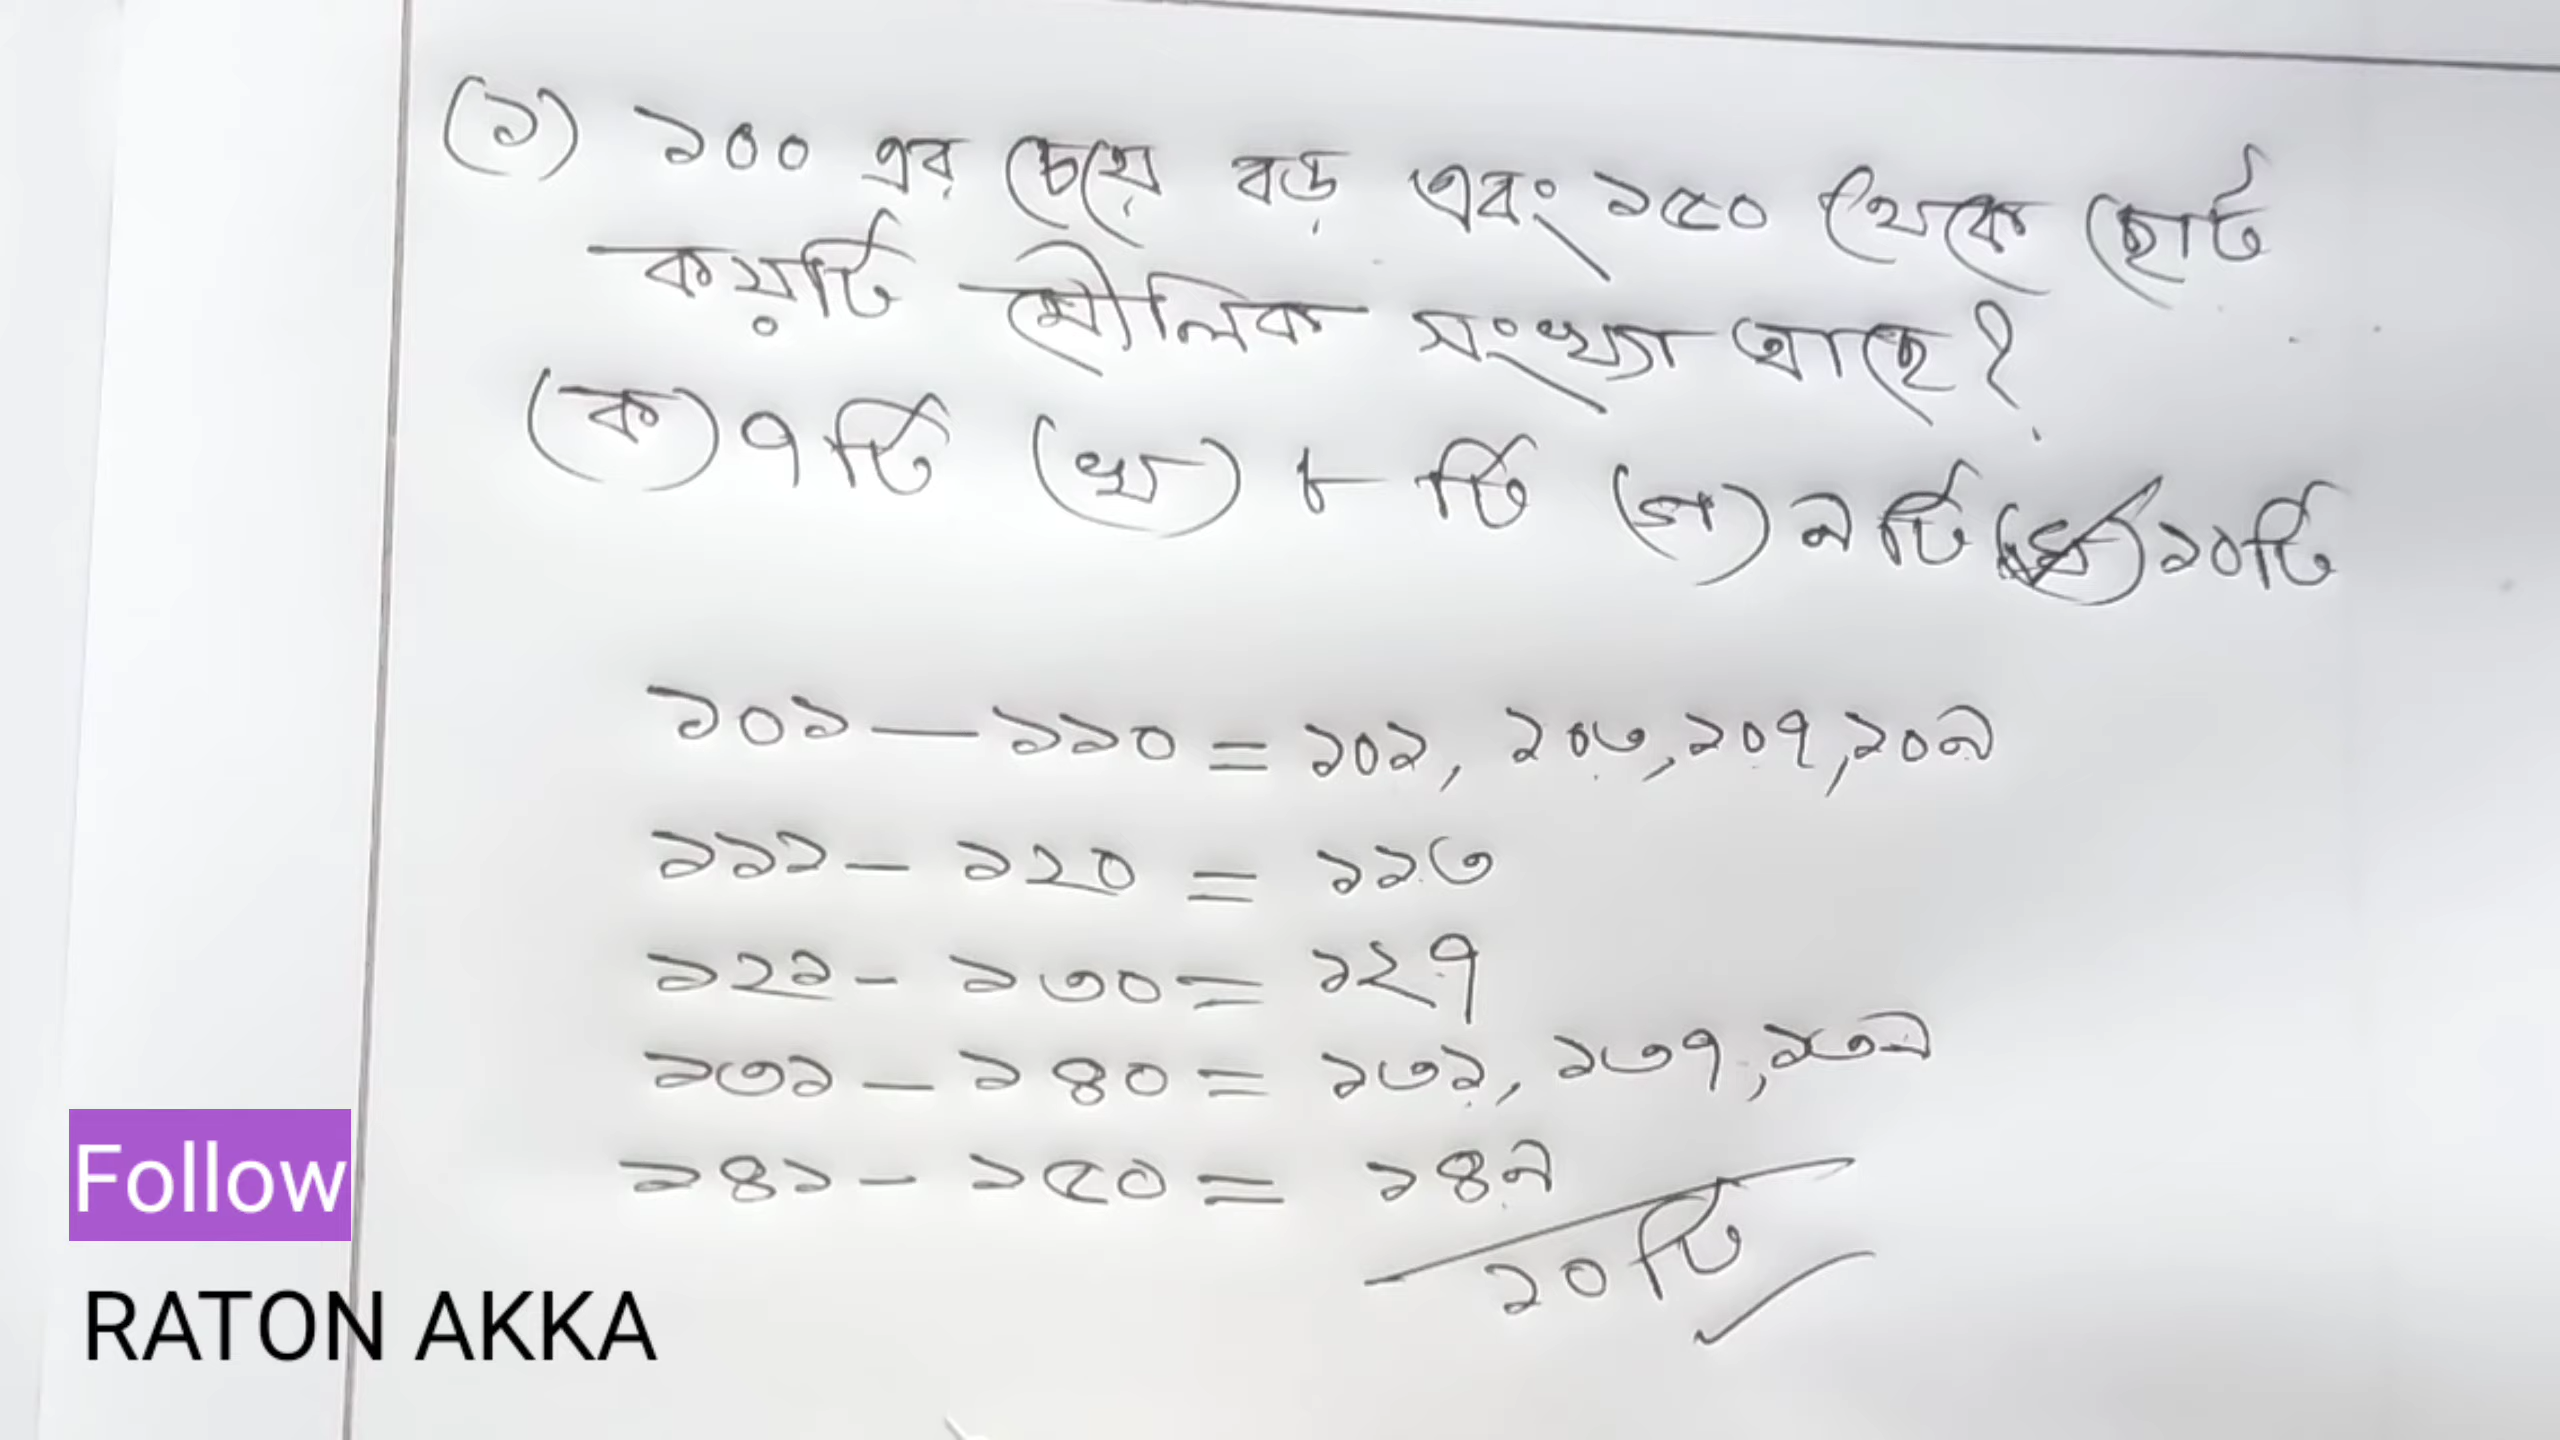 (১) ১০০ এর চেয়ে বড় এবং ১৫০ থেকে ছোট
কয়টি মৌলিক সংখ্যা আছে?
(ক) ৭টি (খ) ৮টি (গ) ৯টি (ঘ) ১০টি
১০১ — ১১০ = ১০১, ১০৩, ১০৭, ১০৯
১১১ - ১২০ = ১১৩
১২১ - ১৩০ = ১২৭
১৩১ — ১৪০ = ১৩১, ১৩৭, ১৩৯
১৪১ - ১৫০ = ১৪৯
১০টি
Follow
RATON AKKA